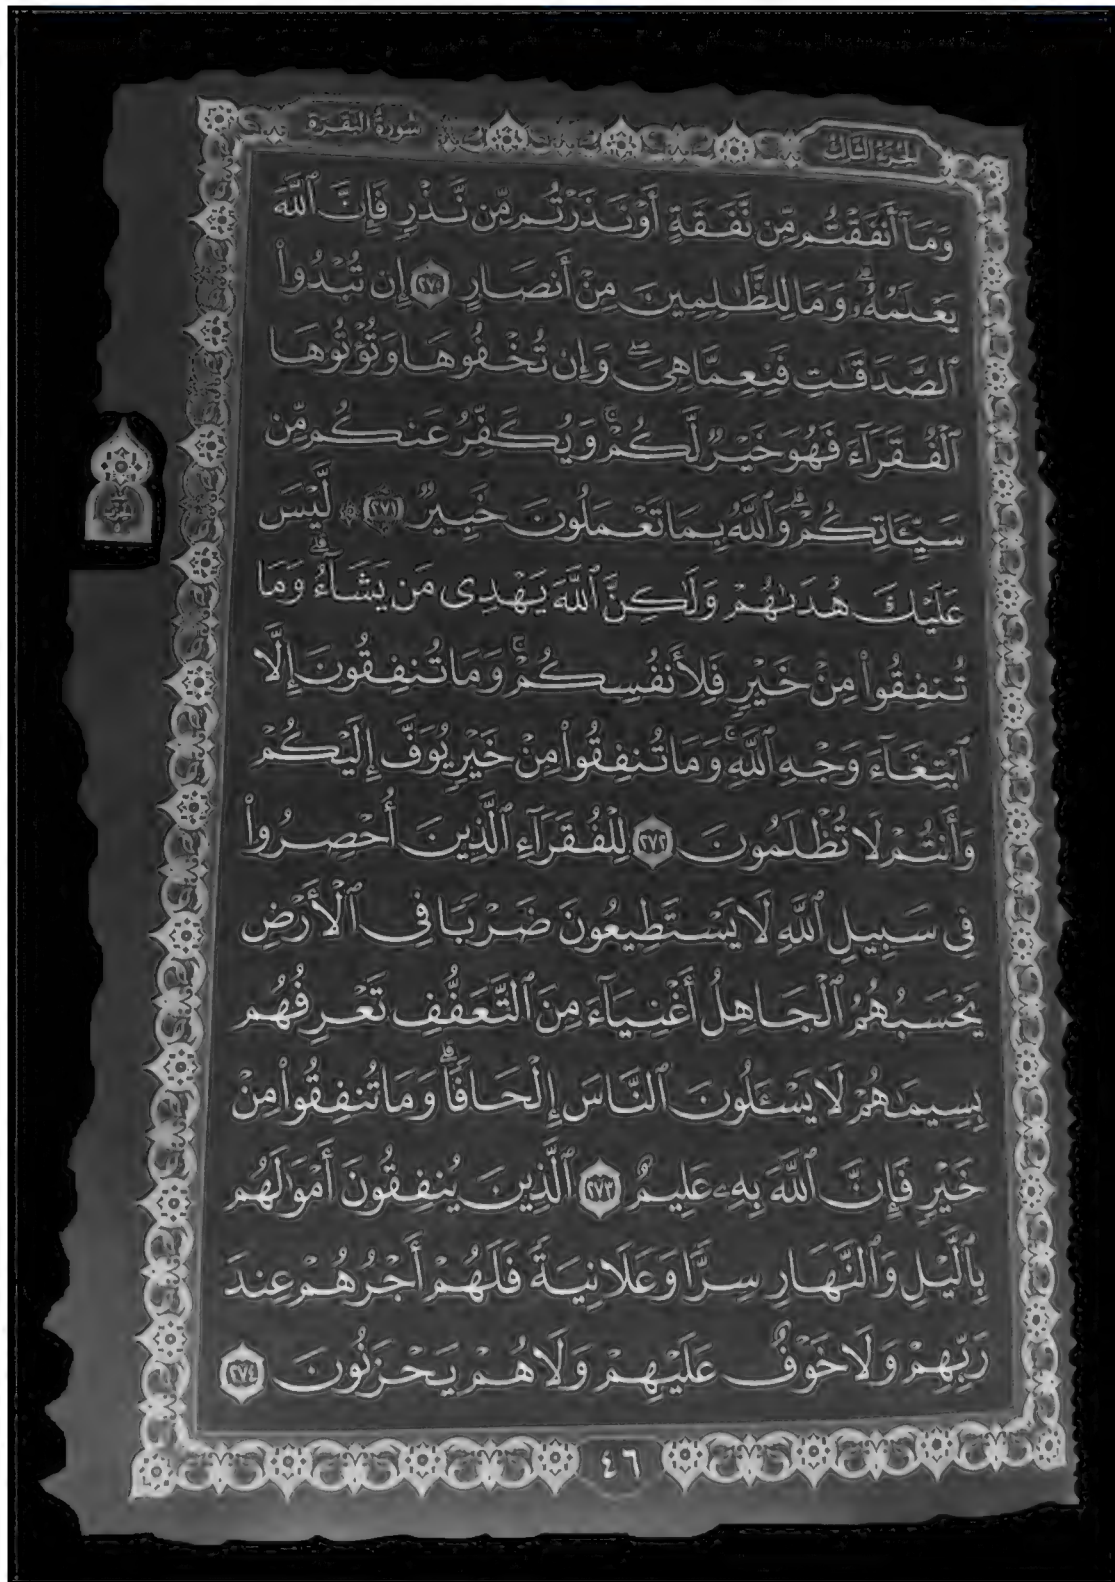 الجزء الثالث
سورة البقرة
وَمَآ أَنفَقْتُم مِّن نَّفَقَةٍ أَوْ نَذَرْتُم مِّن نَّذْرٍ فَإِنَّ ٱللَّهَ
يَعْلَمُهُۥۗ وَمَا لِلظَّٰلِمِينَ مِنْ أَنصَارٍ ٢٧٠ إِن تُبْدُوا۟
ٱلصَّدَقَٰتِ فَنِعِمَّا هِىَۖ وَإِن تُخْفُوهَا وَتُؤْتُوهَا
ٱلْفُقَرَآءَ فَهُوَ خَيْرٌ لَّكُمْۚ وَيُكَفِّرُ عَنكُم مِّن
سَيِّـَٔاتِكُمْۗ وَٱللَّهُ بِمَا تَعْمَلُونَ خَبِيرٌ ٢٧١ ۞ لَّيْسَ
عَلَيْكَ هُدَىٰهُمْ وَلَٰكِنَّ ٱللَّهَ يَهْدِى مَن يَشَآءُۗ وَمَا
تُنفِقُوا۟ مِنْ خَيْرٍ فَلِأَنفُسِكُمْۚ وَمَا تُنفِقُونَ إِلَّا
ٱبْتِغَآءَ وَجْهِ ٱللَّهِۚ وَمَا تُنفِقُوا۟ مِنْ خَيْرٍ يُوَفَّ إِلَيْكُمْ
وَأَنتُمْ لَا تُظْلَمُونَ ٢٧٢ لِلْفُقَرَآءِ ٱلَّذِينَ أُحْصِرُوا۟
فِى سَبِيلِ ٱللَّهِ لَا يَسْتَطِيعُونَ ضَرْبًا فِى ٱلْأَرْضِ
يَحْسَبُهُمُ ٱلْجَاهِلُ أَغْنِيَآءَ مِنَ ٱلتَّعَفُّفِ تَعْرِفُهُم
بِسِيمَٰهُمْ لَا يَسْـَٔلُونَ ٱلنَّاسَ إِلْحَافًاۗ وَمَا تُنفِقُوا۟ مِنْ
خَيْرٍ فَإِنَّ ٱللَّهَ بِهِۦ عَلِيمٌ ٢٧٣ ٱلَّذِينَ يُنفِقُونَ أَمْوَٰلَهُم
بِٱلَّيْلِ وَٱلنَّهَارِ سِرًّا وَعَلَانِيَةً فَلَهُمْ أَجْرُهُمْ عِندَ
رَبِّهِمْ وَلَا خَوْفٌ عَلَيْهِمْ وَلَا هُمْ يَحْزَنُونَ ٢٧٤
٤٦